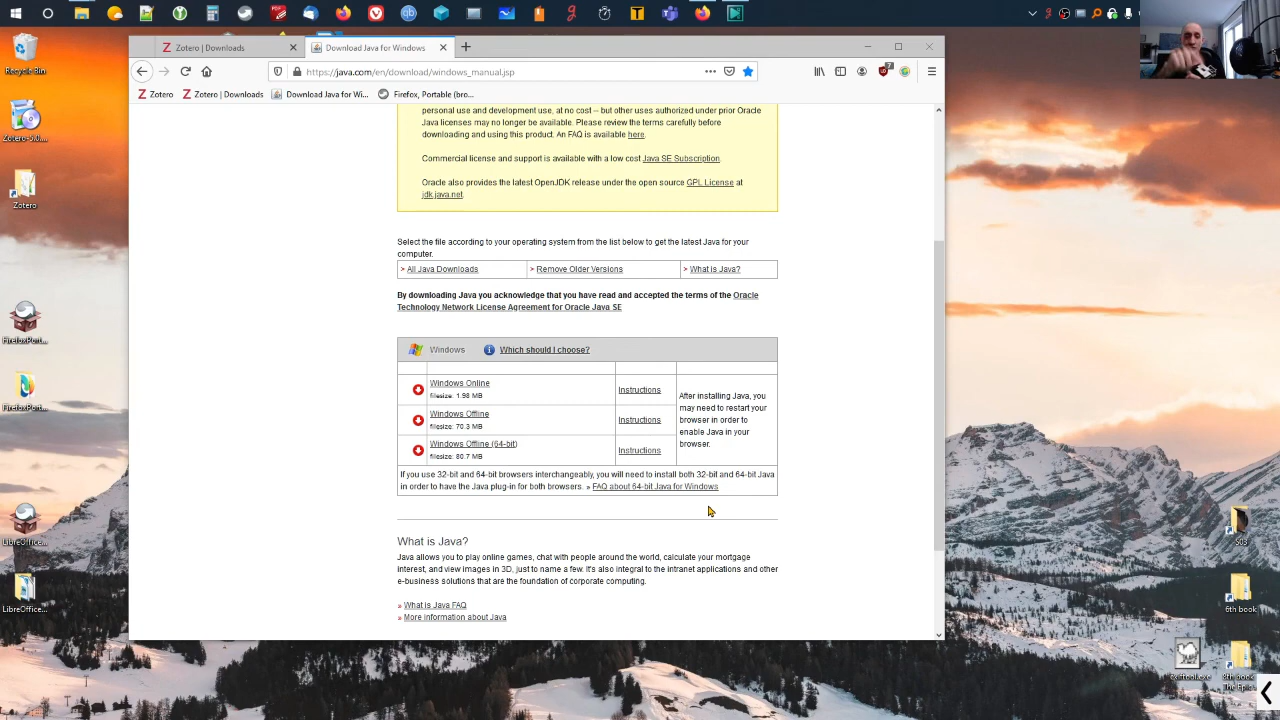 Zotero | Downloads
Download Java for Windows
https://java.com/en/download/windows_manual.jsp
Zotero
Zotero | Downloads
Download Java for Wi...
Firefox, Portable (bro...
personal use and development use, at no cost -- but other uses authorized under prior Oracle
Java licenses may no longer be available. Please review the terms carefully before
downloading and using this product. An FAQ is available here.
Commercial license and support is available with a low cost Java SE Subscription.
Oracle also provides the latest OpenJDK release under the open source GPL License at
jdk.java.net.
Select the file according to your operating system from the list below to get the latest Java for your
computer.
> All Java Downloads
> Remove Older Versions
> What is Java?
By downloading Java you acknowledge that you have read and accepted the terms of the Oracle
Technology Network License Agreement for Oracle Java SE
Windows
Which should I choose?
Windows Online
filesize: 1.98 MB
Instructions
Windows Offline
filesize: 70.3 MB
Instructions
Windows Offline (64-bit)
filesize: 80.7 MB
Instructions
After installing Java, you
may need to restart your
browser in order to
enable Java in your
browser.
If you use 32-bit and 64-bit browsers interchangeably, you will need to install both 32-bit and 64-bit Java
in order to have the Java plug-in for both browsers. » FAQ about 64-bit Java for Windows
What is Java?
Java allows you to play online games, chat with people around the world, calculate your mortgage
interest, and view images in 3D, just to name a few. It's also integral to the intranet applications and other
e-business solutions that are the foundation of corporate computing.
» What is Java FAQ
» More information about Java
Recycle Bin
Zotero-5.0....
Zotero
FirefoxPort...
FirefoxPort...
LibreOffice...
LibreOffice...
S03
6th book